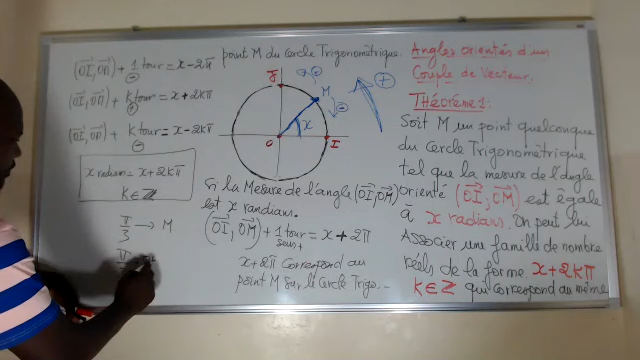 (OI, OM) + 1 tour = x - 2π
(-)
(OI, OM) + k tour = x + 2kπ
(+)
(OI, OM) + k tour = x - 2kπ
(-)
x radian = x + 2kπ
k ∈ ℤ
π/3 → M
π
point M du Cercle Trigonométrique.
J
M
x
O
I
+
-
+
Si la Mesure de l'angle (OI, OM)
est x randians.
(OI, OM) + 1 tour = x + 2π
sens +
x + 2π Correspond au
point M sur le Cercle Trigo...
Angles orientés d'un
Couple de Vecteur.
Théorème 1:
Soit M un point quelconque
du Cercle Trigonométrique
tel que la mesure de l'angle
orienté (OI, OM) est égale
à x radians. On peut lui
Associer une famille de nombre
réels de la forme x + 2kπ
k ∈ ℤ qui correspond au même